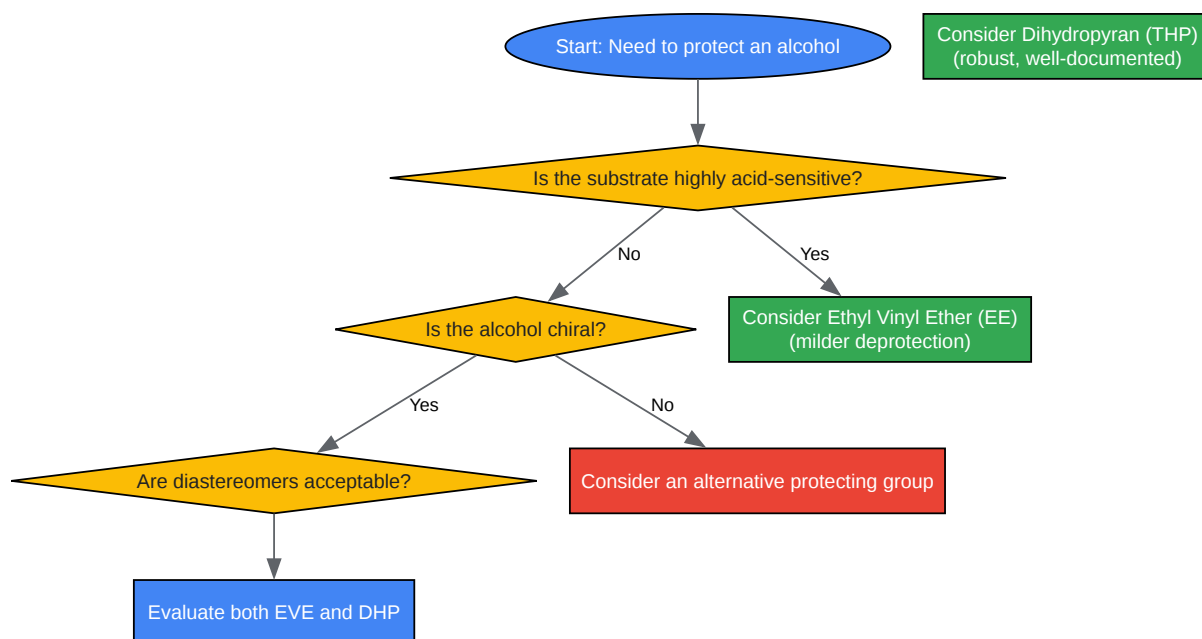 Start: Need to protect an alcohol
Consider Dihydropyran (THP)
(robust, well-documented)
Is the substrate highly acid-sensitive?
No
Yes
Is the alcohol chiral?
Consider Ethyl Vinyl Ether (EE)
(milder deprotection)
Yes
No
Are diastereomers acceptable?
Consider an alternative protecting group
Evaluate both EVE and DHP